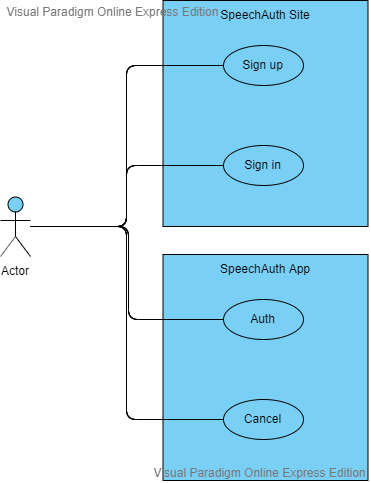 Visual Paradigm Online Express Edition
SpeechAuth Site
Sign up
Sign in
Actor
SpeechAuth App
Auth
Cancel
Visual Paradigm Online Express Edition